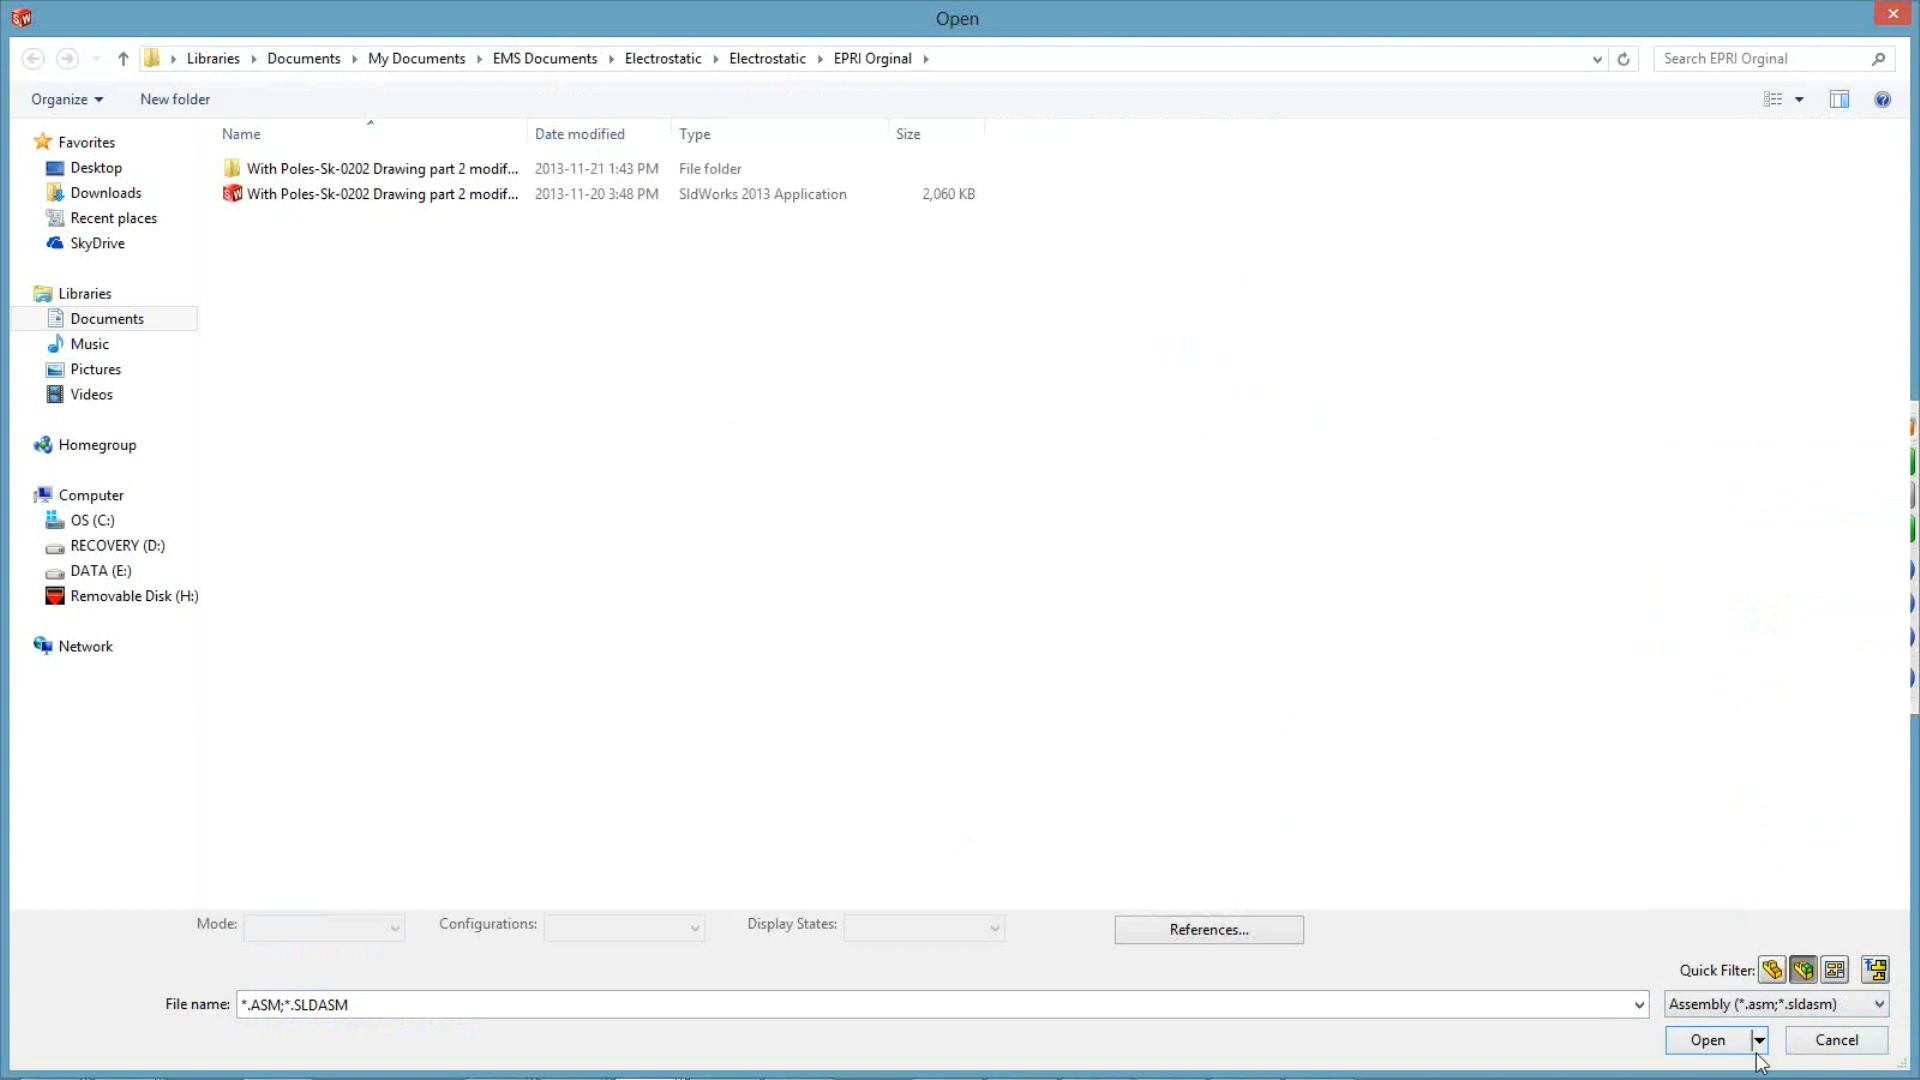 Open
Libraries Documents My Documents EMS Documents Electrostatic Electrostatic EPRI Orginal
Search EPRI Orginal
Organize New folder
Name Date modified Type Size
With Poles-Sk-0202 Drawing part 2 modif... 2013-11-21 1:43 PM File folder
With Poles-Sk-0202 Drawing part 2 modif... 2013-11-20 3:48 PM SldWorks 2013 Application 2,060 KB
Favorites
Desktop
Downloads
Recent places
SkyDrive
Libraries
Documents
Music
Pictures
Videos
Homegroup
Computer
OS (C:)
RECOVERY (D:)
DATA (E:)
Removable Disk (H:)
Network
Mode: Configurations: Display States: References...
Quick Filter:
File name: *.ASM;*.SLDASM Assembly (*.asm;*.sldasm)
Open Cancel